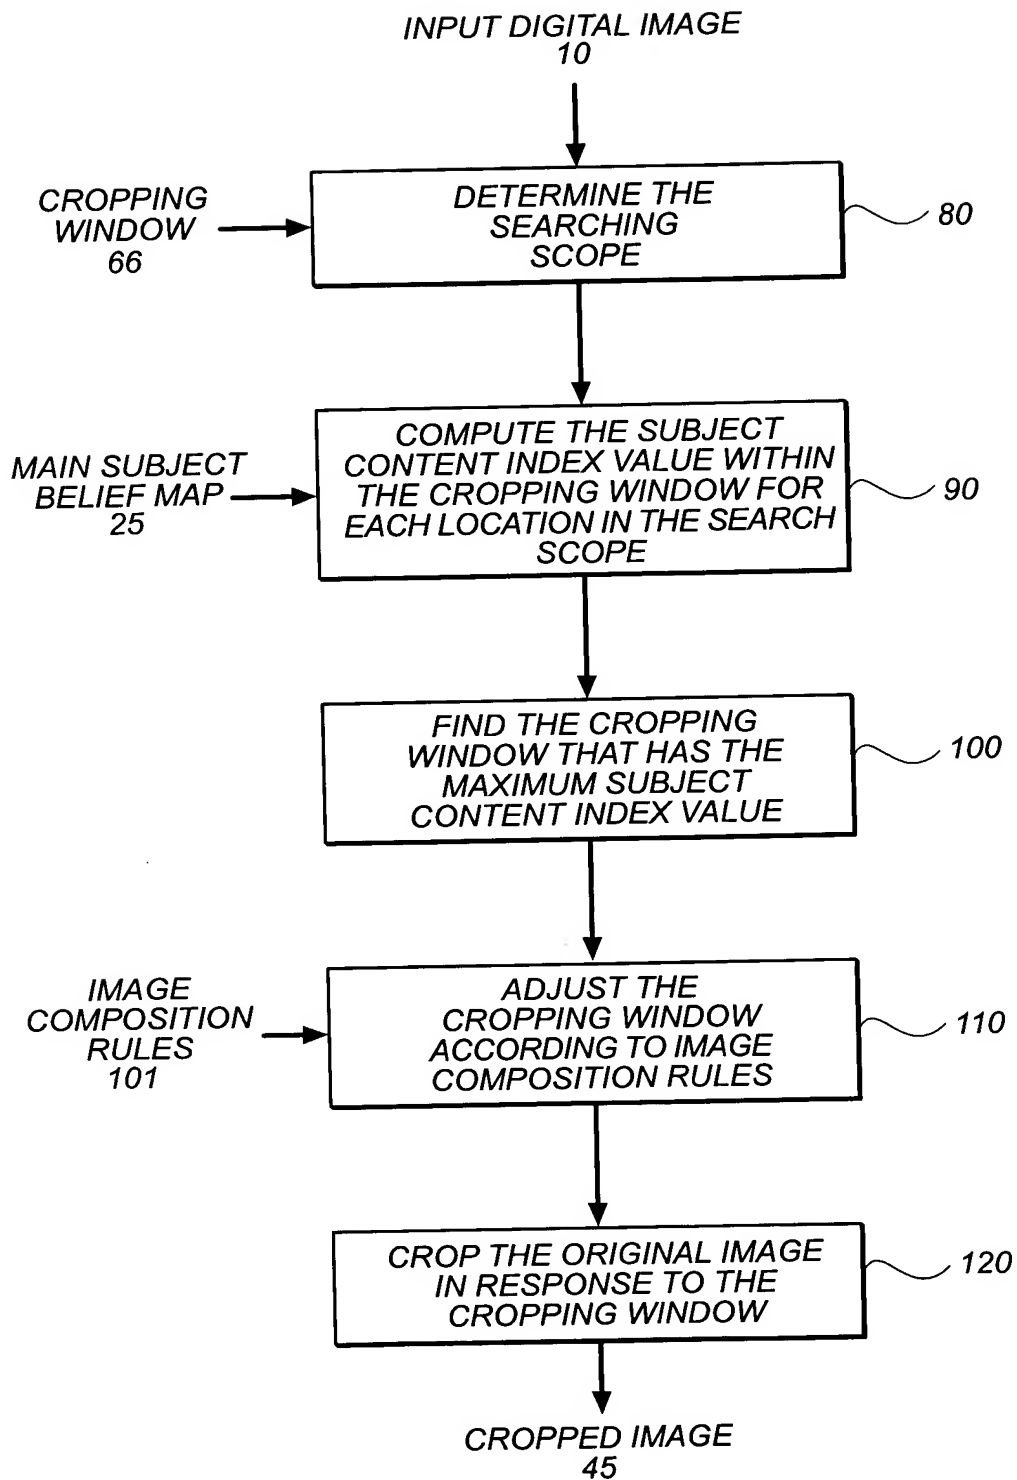 INPUT DIGITAL IMAGE
10
CROPPING
WINDOW
66
DETERMINE THE
SEARCHING
SCOPE
80
MAIN SUBJECT
BELIEF MAP
25
COMPUTE THE SUBJECT
CONTENT INDEX VALUE WITHIN
THE CROPPING WINDOW FOR
EACH LOCATION IN THE SEARCH
SCOPE
90
FIND THE CROPPING
WINDOW THAT HAS THE
MAXIMUM SUBJECT
CONTENT INDEX VALUE
100
IMAGE
COMPOSITION
RULES
101
ADJUST THE
CROPPING WINDOW
ACCORDING TO IMAGE
COMPOSITION RULES
110
CROP THE ORIGINAL IMAGE
IN RESPONSE TO THE
CROPPING WINDOW
120
CROPPED IMAGE
45